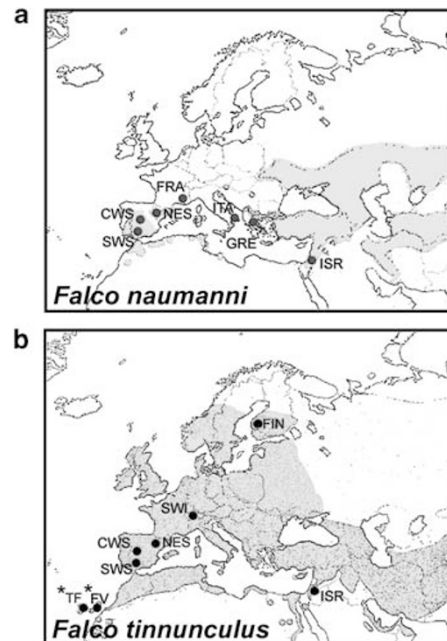 a
FRA
CWS NES ITA
SWS GRE
ISR
Falco naumanni
b
FIN
SWI
CWS NES
SWS
*TF *FV ISR
Falco tinnunculus